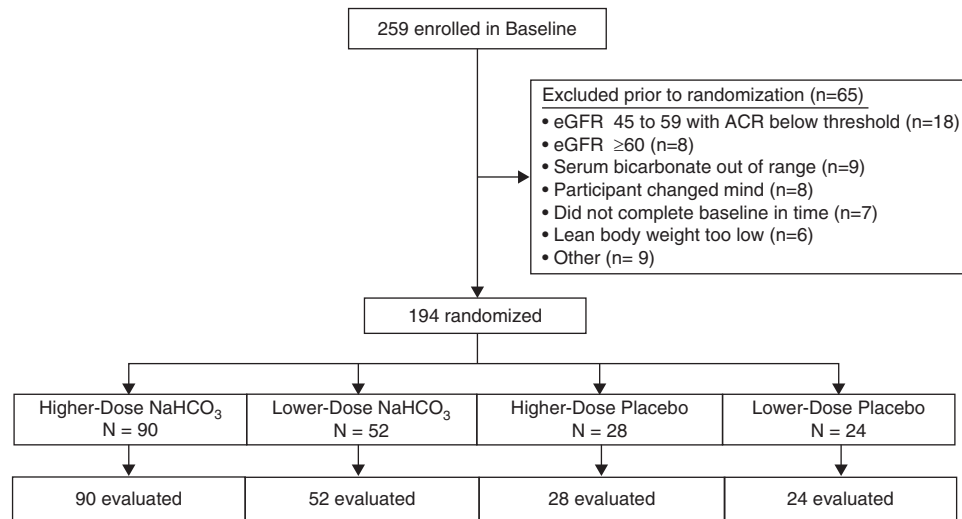 259 enrolled in Baseline
Excluded prior to randomization (n=65)
• eGFR 45 to 59 with ACR below threshold (n=18)
• eGFR ≥60 (n=8)
• Serum bicarbonate out of range (n=9)
• Participant changed mind (n=8)
• Did not complete baseline in time (n=7)
• Lean body weight too low (n=6)
• Other (n= 9)
194 randomized
Higher-Dose NaHCO₃
N = 90
Lower-Dose NaHCO₃
N = 52
Higher-Dose Placebo
N = 28
Lower-Dose Placebo
N = 24
90 evaluated
52 evaluated
28 evaluated
24 evaluated